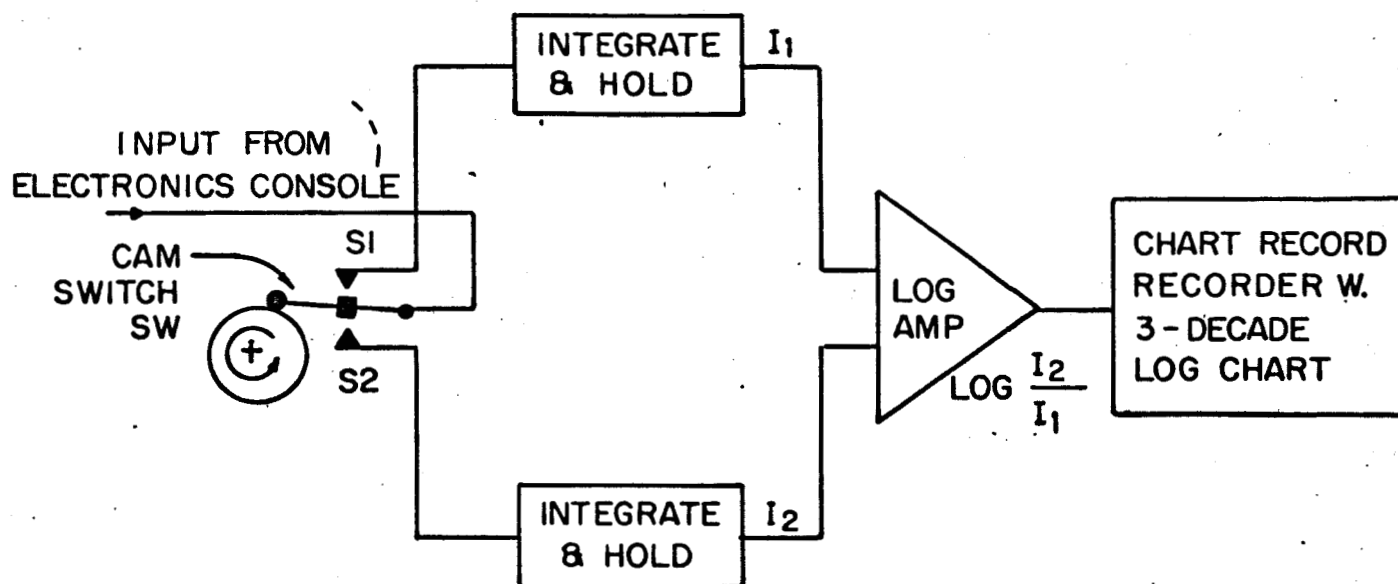 INTEGRATE
& HOLD
I1
INPUT FROM
ELECTRONICS CONSOLE
CAM
SWITCH
SW
S1
S2
LOG
AMP
LOG I2
I1
CHART RECORD
RECORDER W.
3-DECADE
LOG CHART
INTEGRATE
& HOLD
I2